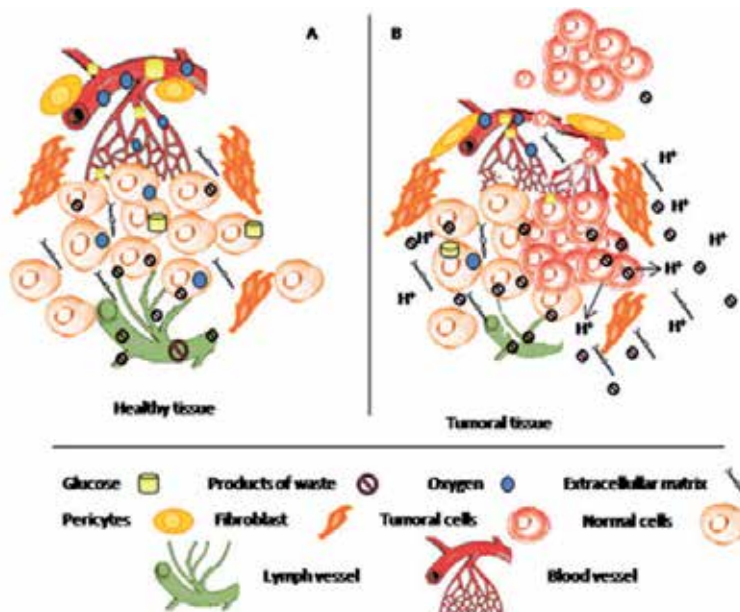 A
B
H⁺
H⁺
H⁺
H⁺
H⁺
H⁺
H⁺
H⁺
Healthy tissue
Tumoral tissue
Glucose Products of waste Oxygen Extracellular matrix
Pericytes Fibroblast Tumoral cells Normal cells
Lymph vessel Blood vessel